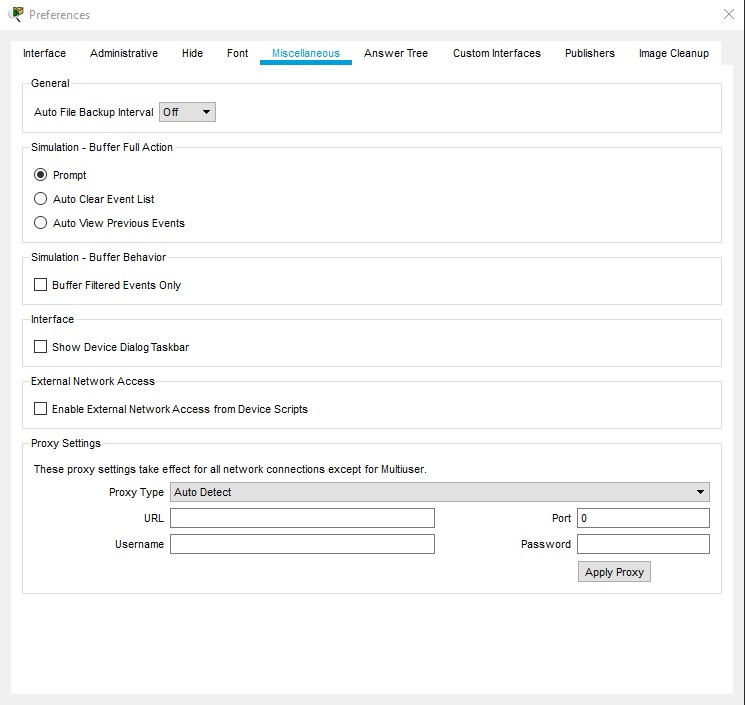 Preferences
Interface Administrative Hide Font Miscellaneous Answer Tree Custom Interfaces Publishers Image Cleanup
General
Auto File Backup Interval Off
Simulation - Buffer Full Action
Prompt
Auto Clear Event List
Auto View Previous Events
Simulation - Buffer Behavior
Buffer Filtered Events Only
Interface
Show Device Dialog Taskbar
External Network Access
Enable External Network Access from Device Scripts
Proxy Settings
These proxy settings take effect for all network connections except for Multiuser.
Proxy Type Auto Detect
URL Port 0
Username Password
Apply Proxy